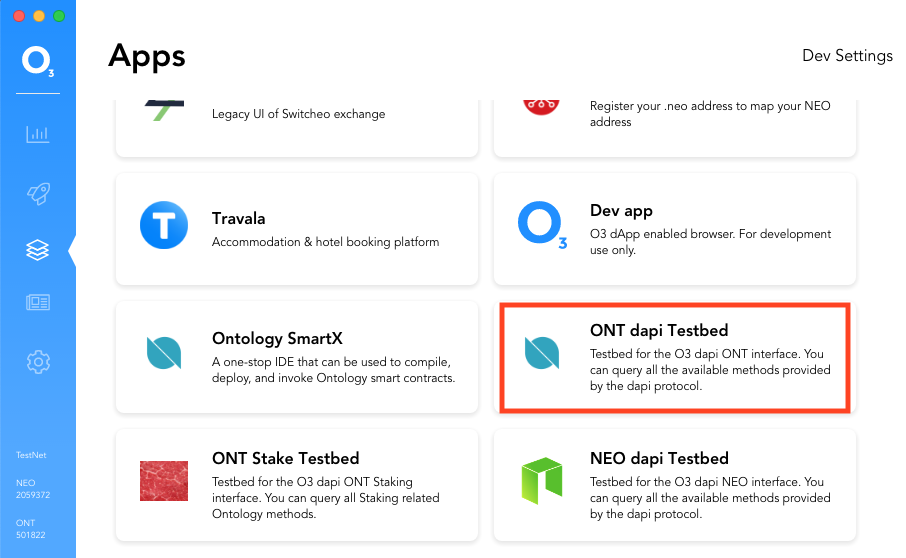 O3
Apps
Dev Settings
Legacy UI of Switcheo exchange
Register your .neo address to map your NEO
address
T
Travala
Accommodation & hotel booking platform
O3
Dev app
O3 dApp enabled browser. For development
use only.
Ontology SmartX
A one-stop IDE that can be used to compile,
deploy, and invoke Ontology smart contracts.
ONT dapi Testbed
Testbed for the O3 dapi ONT interface. You
can query all the available methods provided
by the dapi protocol.
ONT Stake Testbed
Testbed for the O3 dapi ONT Staking
interface. You can query all Staking related
Ontology methods.
NEO dapi Testbed
Testbed for the O3 dapi NEO interface. You
can query all the available methods provided
by the dapi protocol.
TestNet
NEO
2059372
ONT
501822